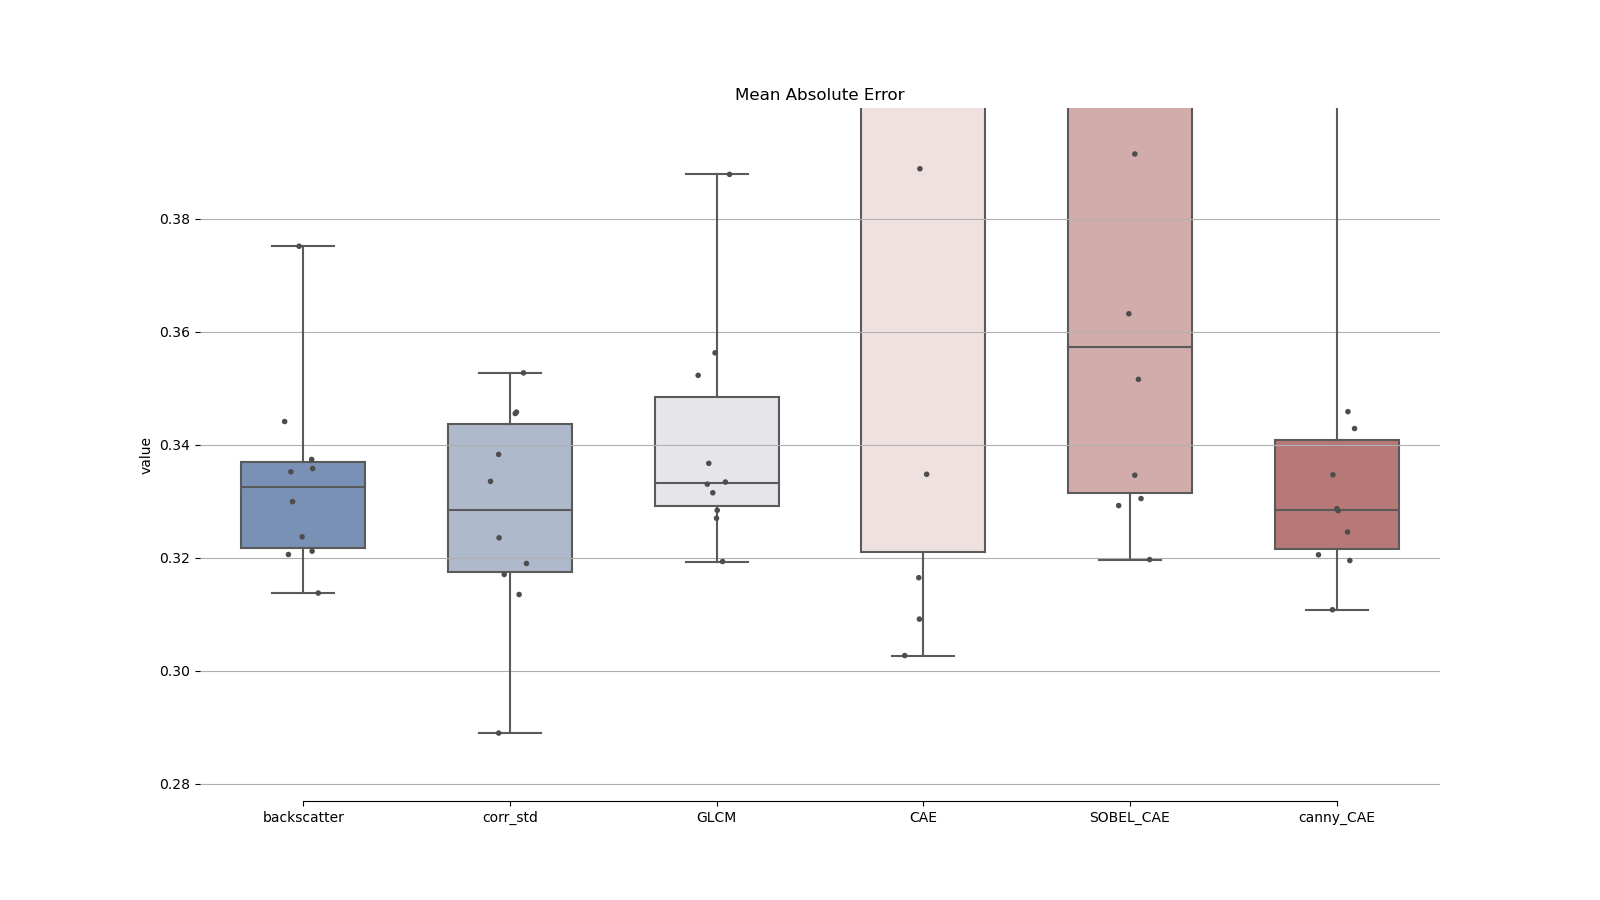 Mean Absolute Error
value
0.38
0.36
0.34
0.32
0.30
0.28
backscatter
corr_std
GLCM
CAE
SOBEL_CAE
canny_CAE